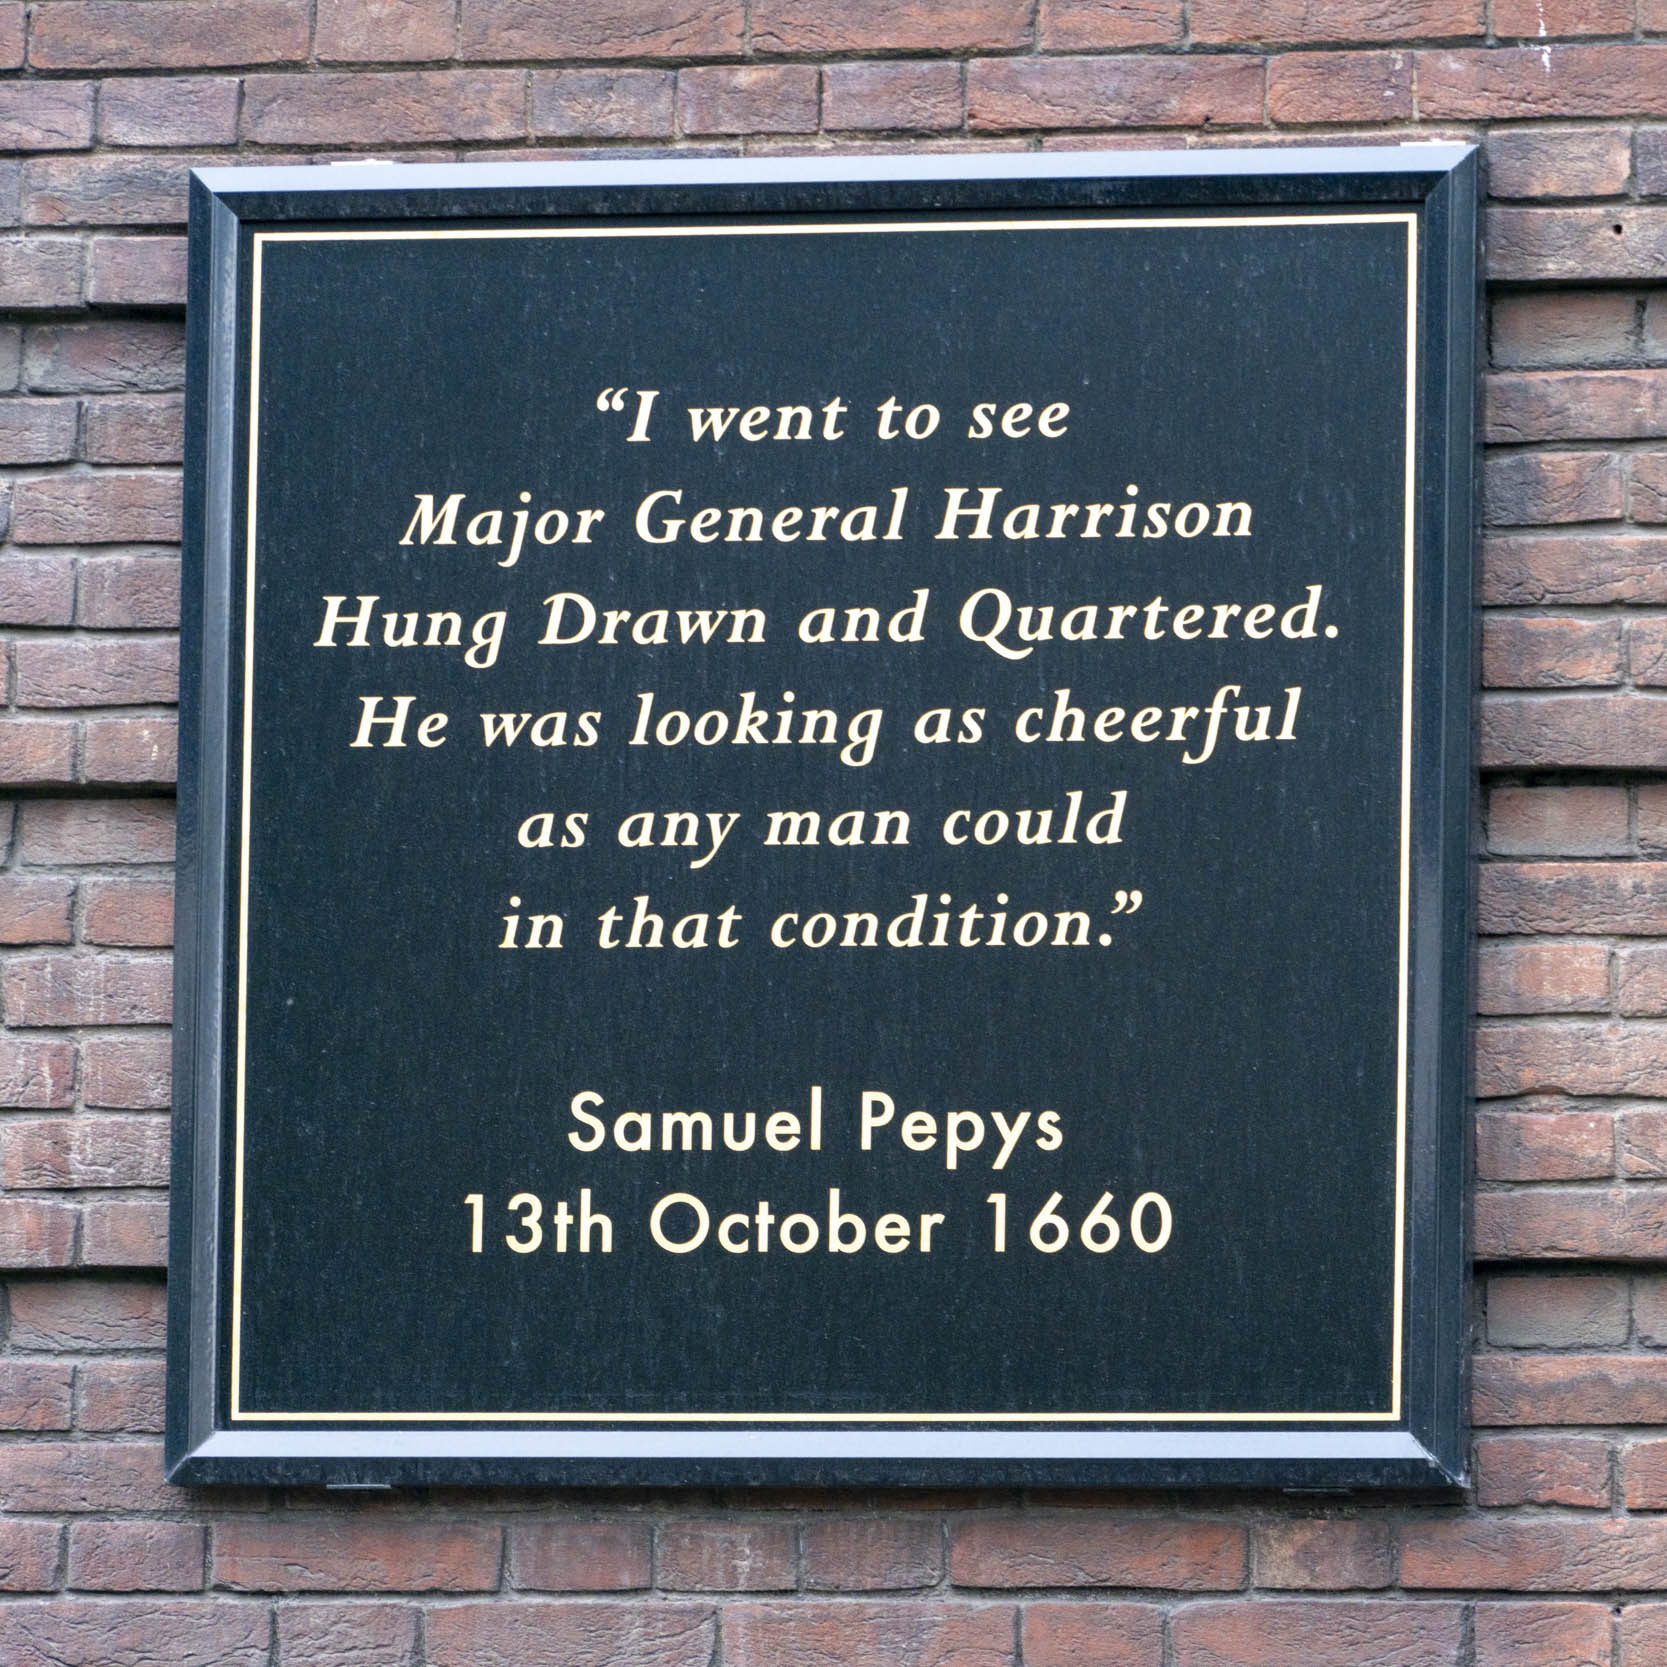 “I went to see
Major General Harrison
Hung Drawn and Quartered.
He was looking as cheerful
as any man could
in that condition.”
Samuel Pepys
13th October 1660